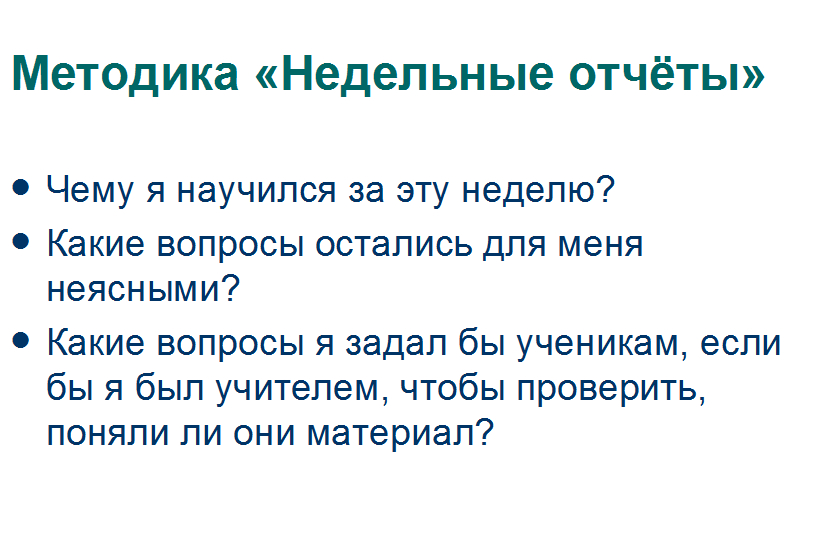 Методика «Недельные отчёты»
• Чему я научился за эту неделю?
• Какие вопросы остались для меня
неясными?
• Какие вопросы я задал бы ученикам, если
бы я был учителем, чтобы проверить,
поняли ли они материал?